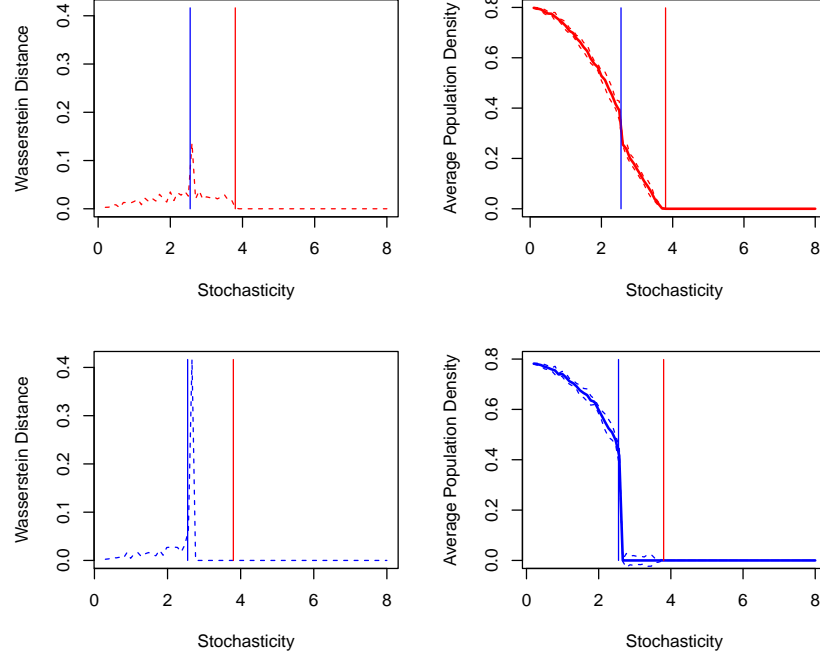 Wasserstein Distance
0.0 0.1 0.2 0.3 0.4
0 2 4 6 8
Stochasticity
Average Population Density
0.0 0.2 0.4 0.6 0.8
0 2 4 6 8
Stochasticity
Wasserstein Distance
0.0 0.1 0.2 0.3 0.4
0 2 4 6 8
Stochasticity
Average Population Density
0.0 0.2 0.4 0.6 0.8
0 2 4 6 8
Stochasticity